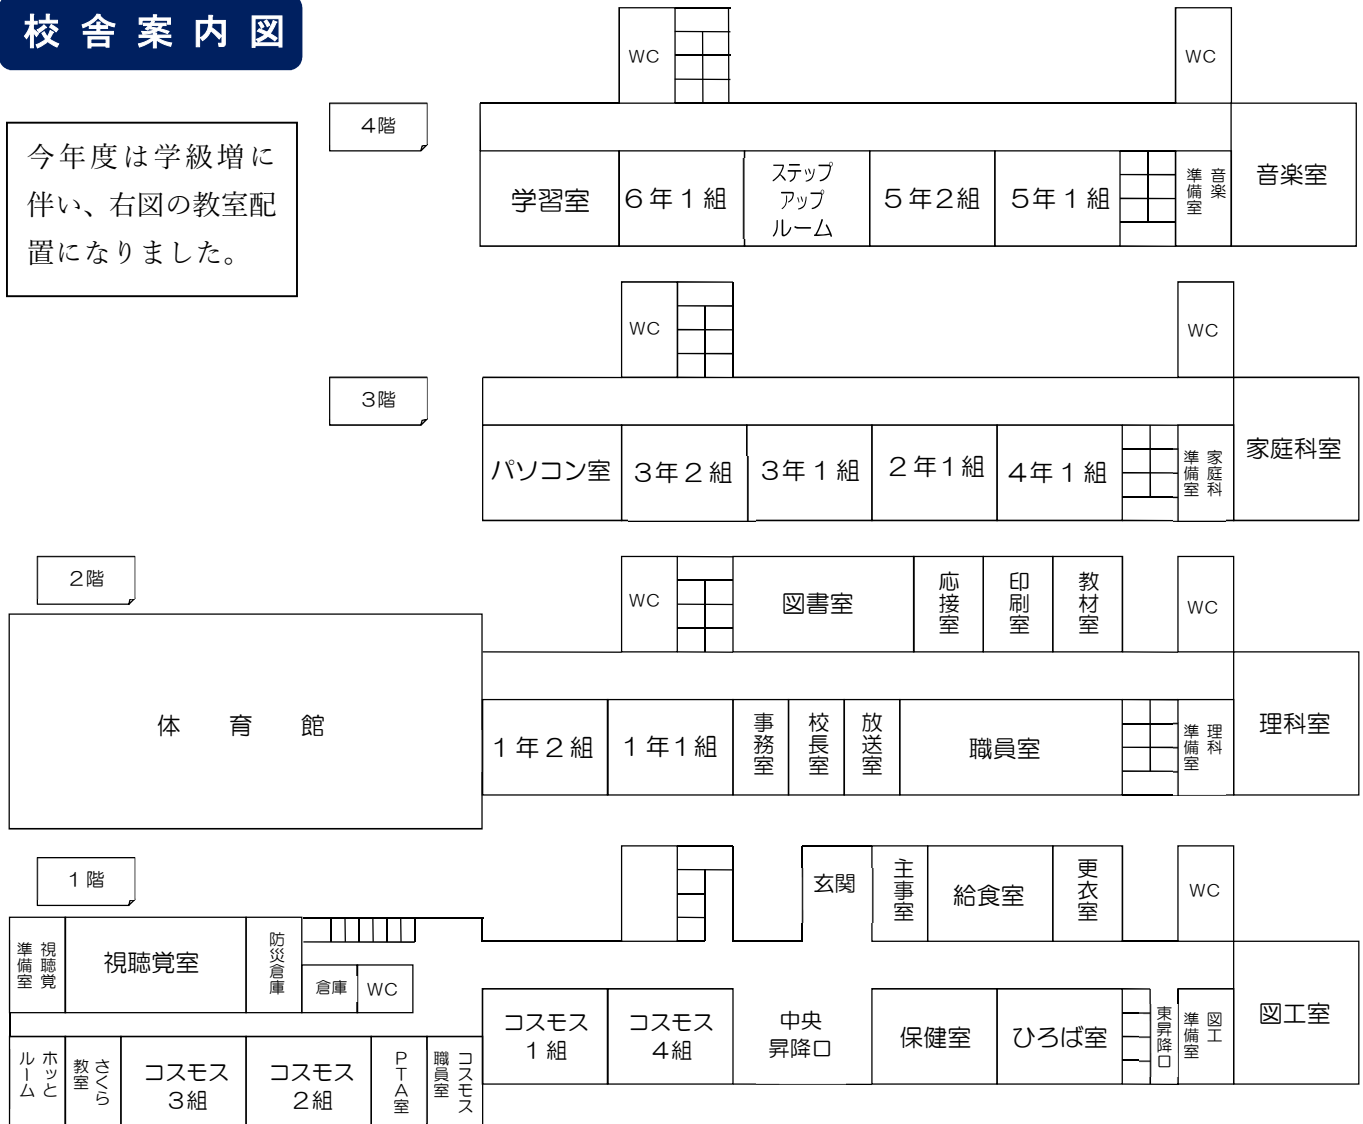 校舎案内図
今年度は学級増に
伴い、右図の教室配
置になりました。
4階
WC
WC
学習室
6年1組
ステップ
アップ
ルーム
5年2組
5年1組
音楽
準備室
音楽室
3階
WC
WC
パソコン室
3年2組
3年1組
2年1組
4年1組
家庭科
準備室
家庭科室
2階
WC
図書室
応接室
印刷室
教材室
WC
体育館
1年2組
1年1組
事務室
校長室
放送室
職員室
理科
準備室
理科室
1階
玄関
主事室
給食室
更衣室
WC
視聴覚
準備室
視聴覚室
防災倉庫
倉庫
WC
コスモス
1組
コスモス
4組
中央
昇降口
保健室
ひろば室
東昇降口
図工
準備室
図工室
ホッと
ルーム
さくら
教室
コスモス
3組
コスモス
2組
PTA室
コスモス
職員室